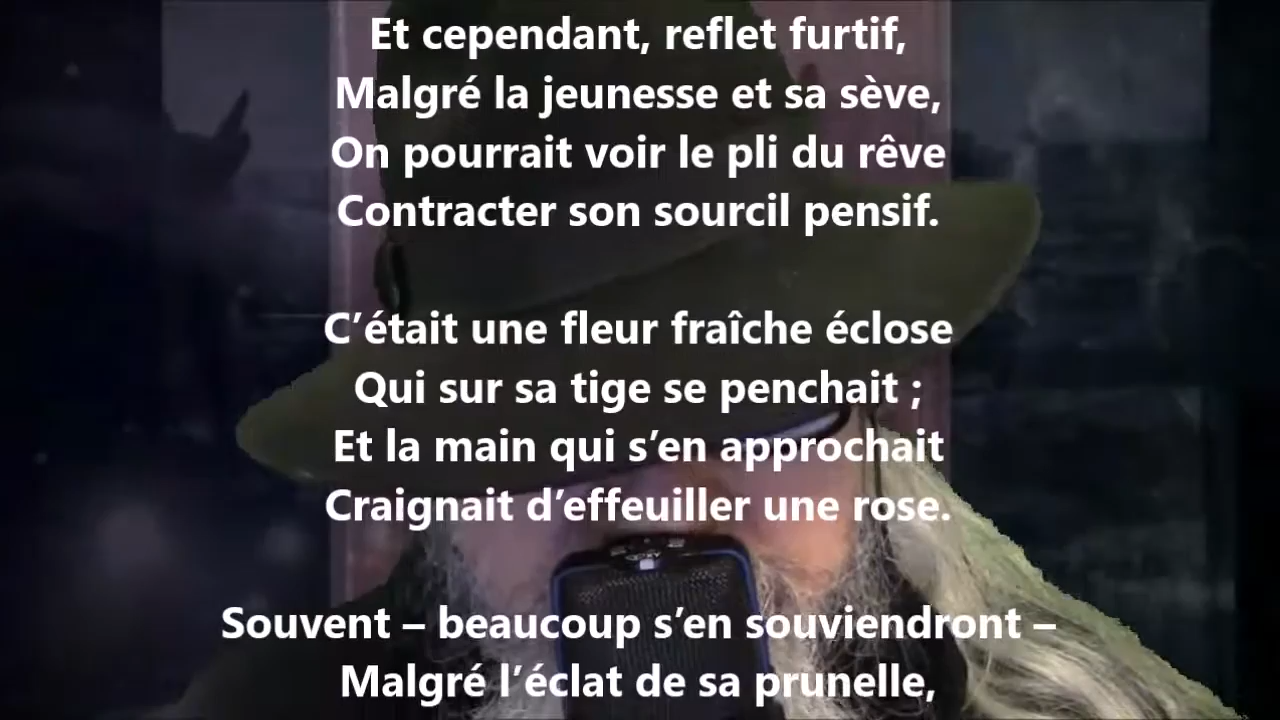 Et cependant, reflet furtif,
Malgré la jeunesse et sa sève,
On pourrait voir le pli du rêve
Contracter son sourcil pensif.
C’était une fleur fraîche éclose
Qui sur sa tige se penchait ;
Et la main qui s’en approchait
Craignait d’effeuiller une rose.
Souvent – beaucoup s’en souviendront –
Malgré l’éclat de sa prunelle,